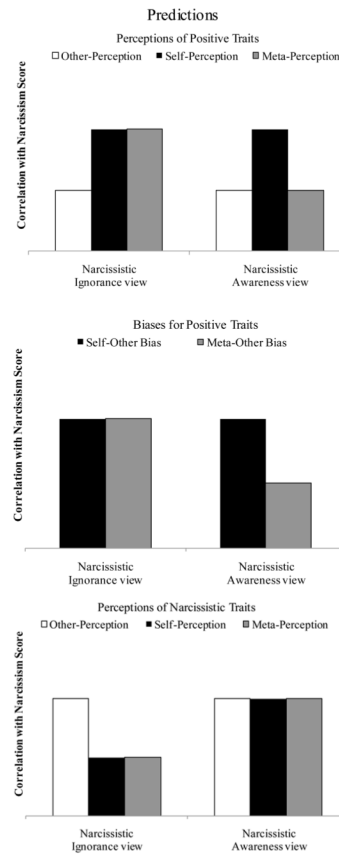 Predictions
Perceptions of Positive Traits
Other-Perception Self-Perception Meta-Perception
Correlation with Narcissism Score
Narcissistic
Ignorance view
Narcissistic
Awareness view
Biases for Positive Traits
Self-Other Bias Meta-Other Bias
Correlation with Narcissism Score
Narcissistic
Ignorance view
Narcissistic
Awareness view
Perceptions of Narcissistic Traits
Other-Perception Self-Perception Meta-Perception
Correlation with Narcissism Score
Narcissistic
Ignorance view
Narcissistic
Awareness view